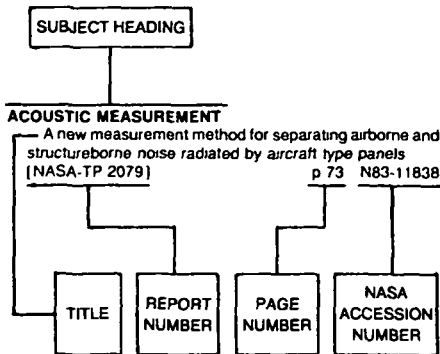 SUBJECT HEADING
ACOUSTIC MEASUREMENT
A new measurement method for separating airborne and
structureborne noise radiated by aircraft type panels
[NASA-TP 2079] p 73 N83-11838
TITLE
REPORT
NUMBER
PAGE
NUMBER
NASA
ACCESSION
NUMBER